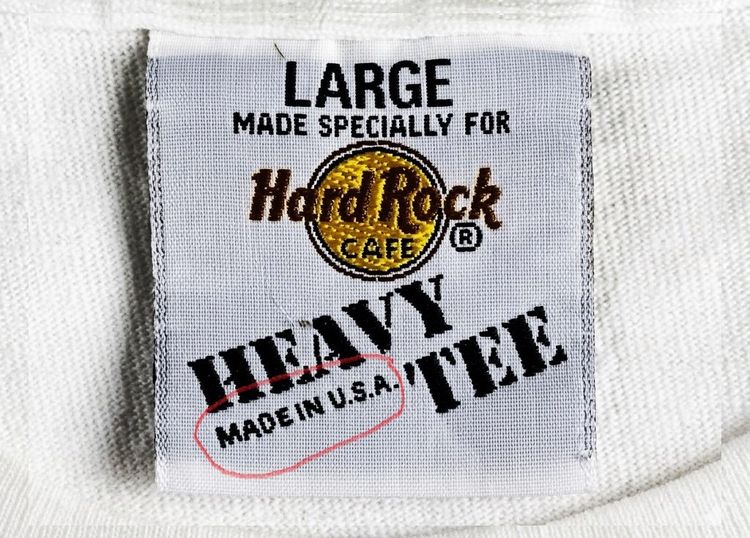 LARGE
MADE SPECIALLY FOR
Hard Rock
CAFE ®
HEAVY
TEE
MADE IN U.S.A.